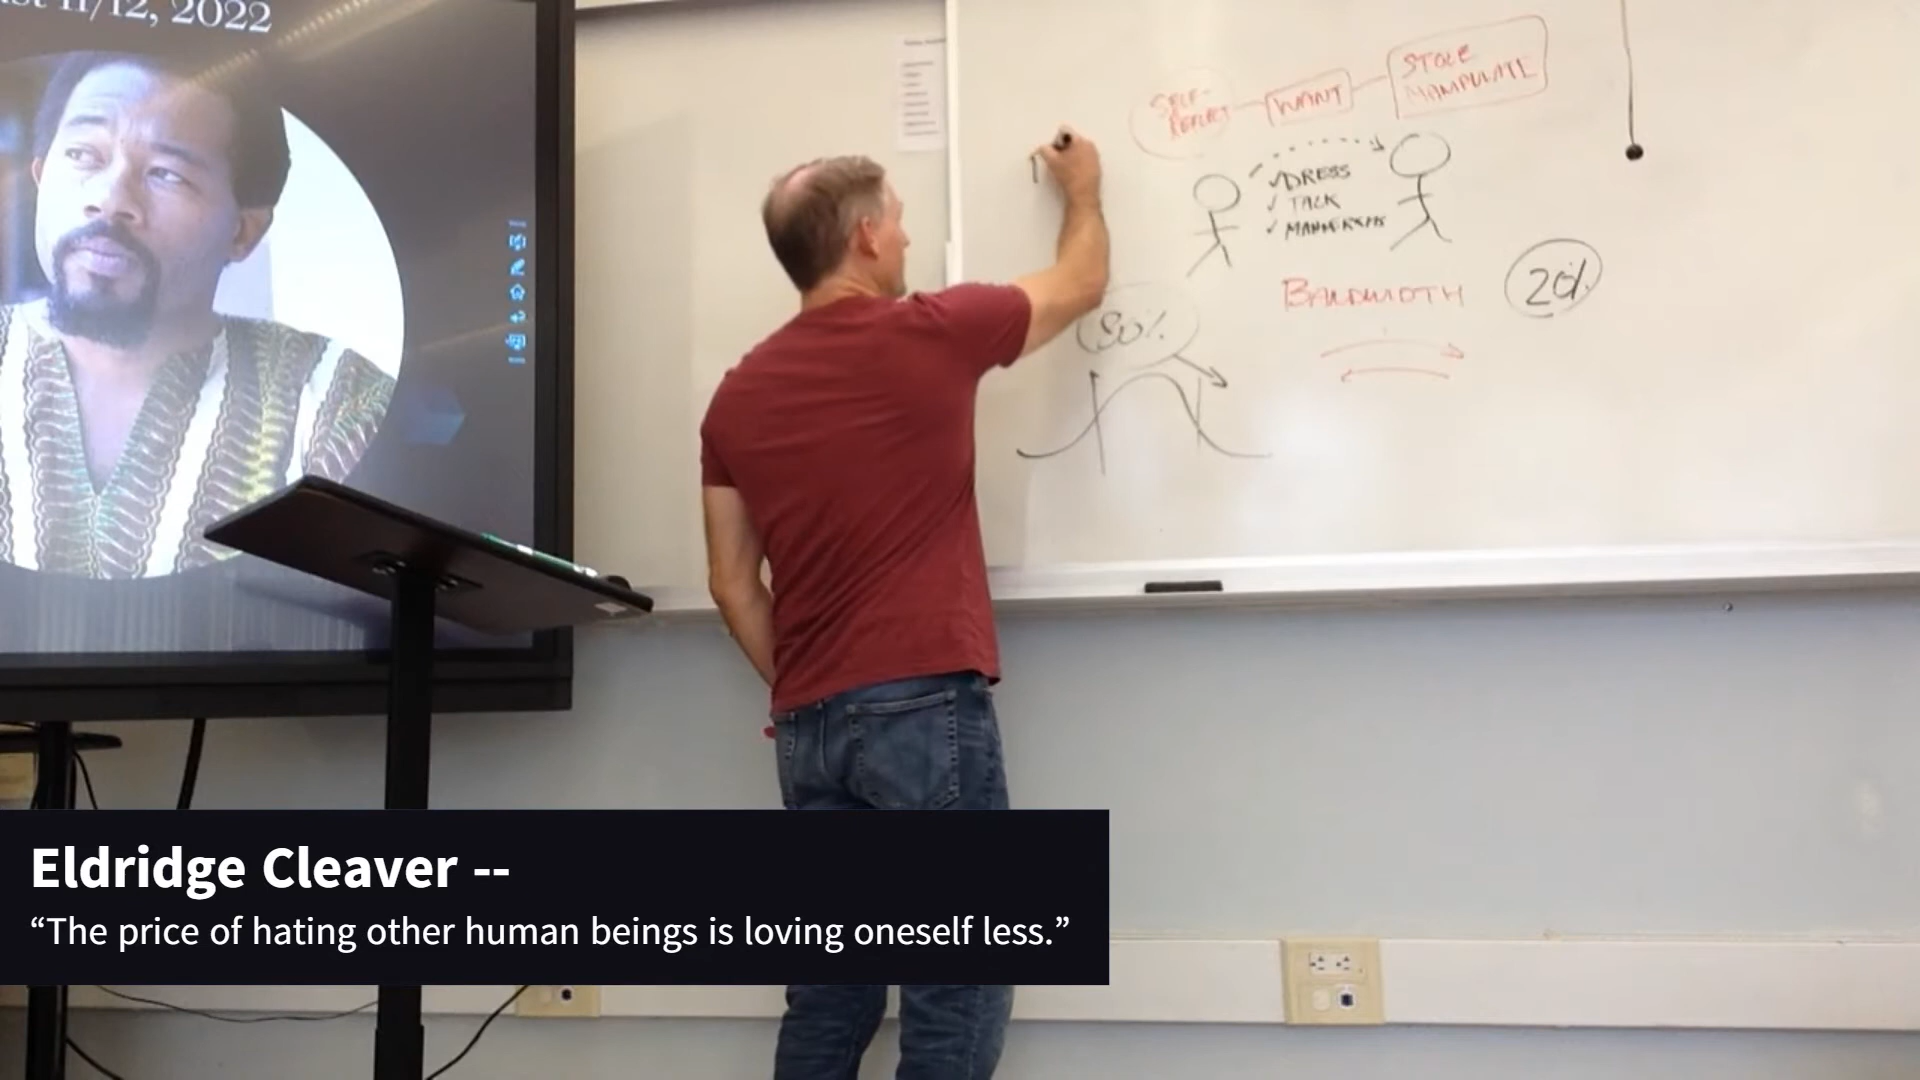 11/12, 2022
SELF-
REFLECT
WANT
STOLE
MANIPULATE
✓DRESS
✓ TALK
✓ MANNERISMS
BANDWIDTH
20%
80%
Eldridge Cleaver --
“The price of hating other human beings is loving oneself less.”